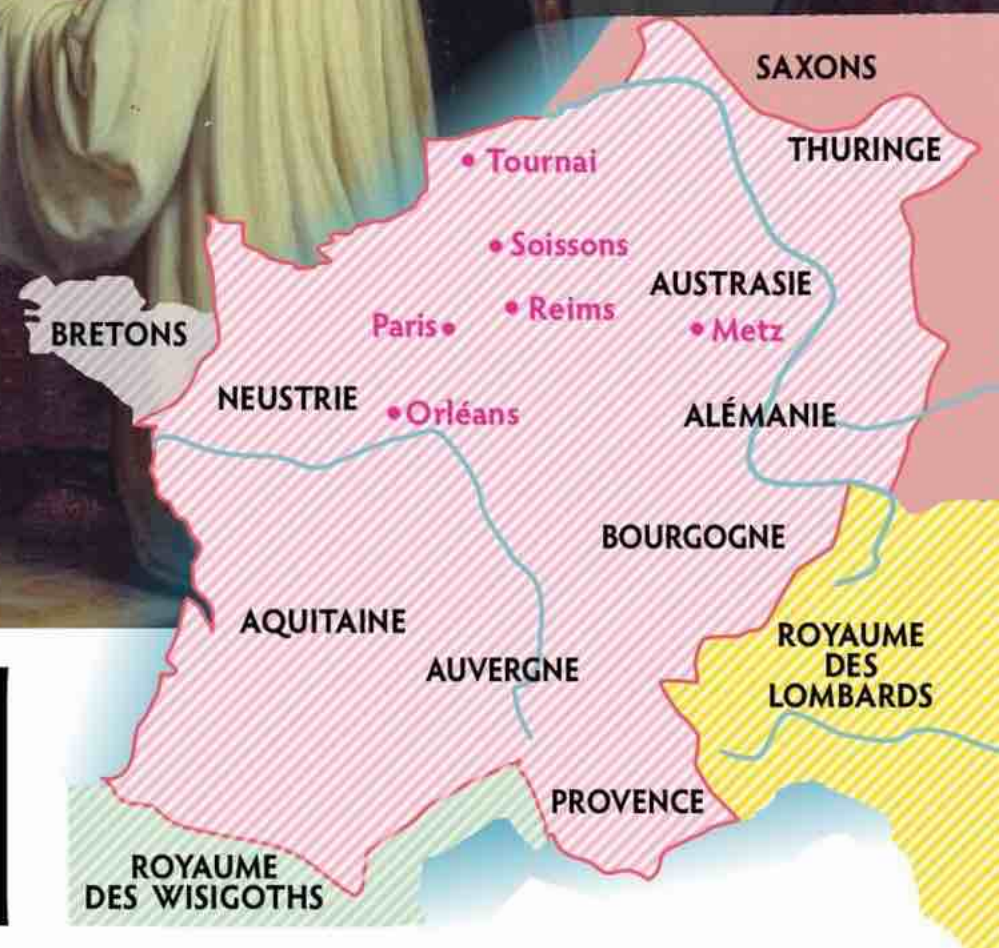 SAXONS
THURINGE
Tournai
Soissons
AUSTRASIE
Reims
Paris
Metz
BRETONS
NEUSTRIE
Orléans
ALÉMANIE
BOURGOGNE
AQUITAINE
AUVERGNE
ROYAUME
DES
LOMBARDS
PROVENCE
ROYAUME
DES WISIGOTHS